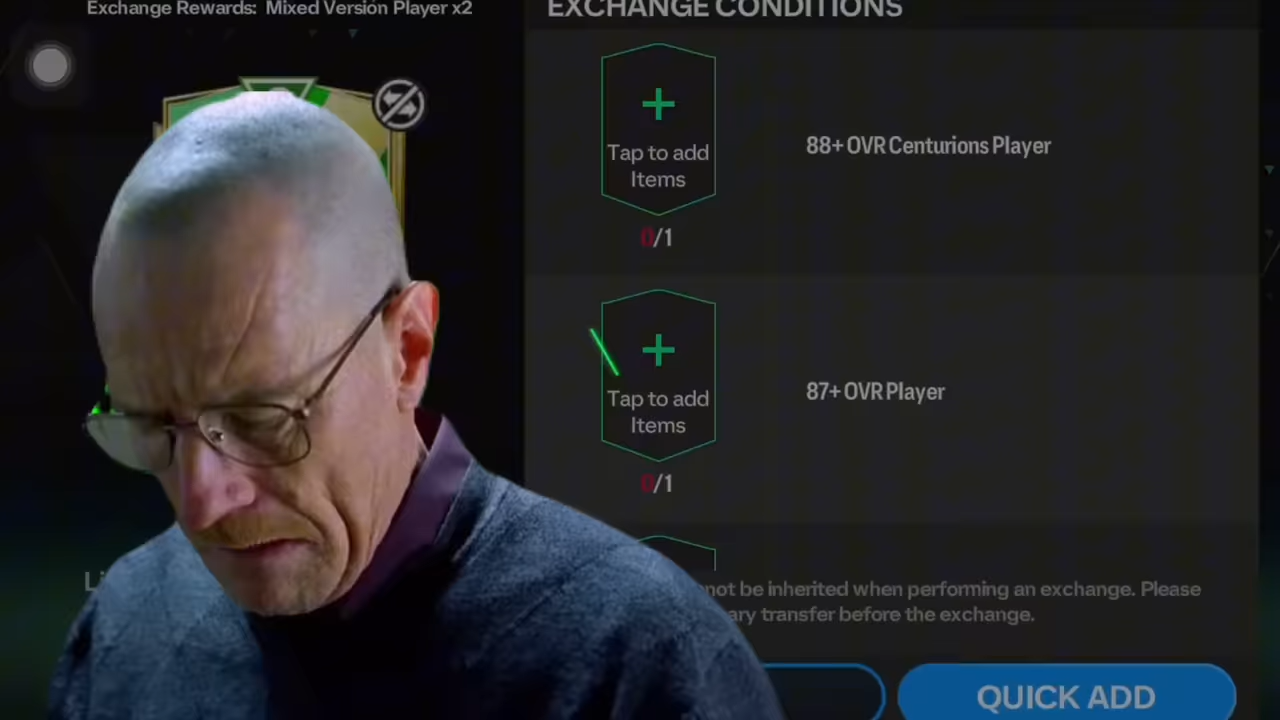 Exchange Rewards: Mixed Version Player x2
EXCHANGE CONDITIONS
Tap to add
Items
88+ OVR Centurions Player
0/1
Tap to add
Items
87+ OVR Player
0/1
not be inherited when performing an exchange. Please
transfer before the exchange.
QUICK ADD